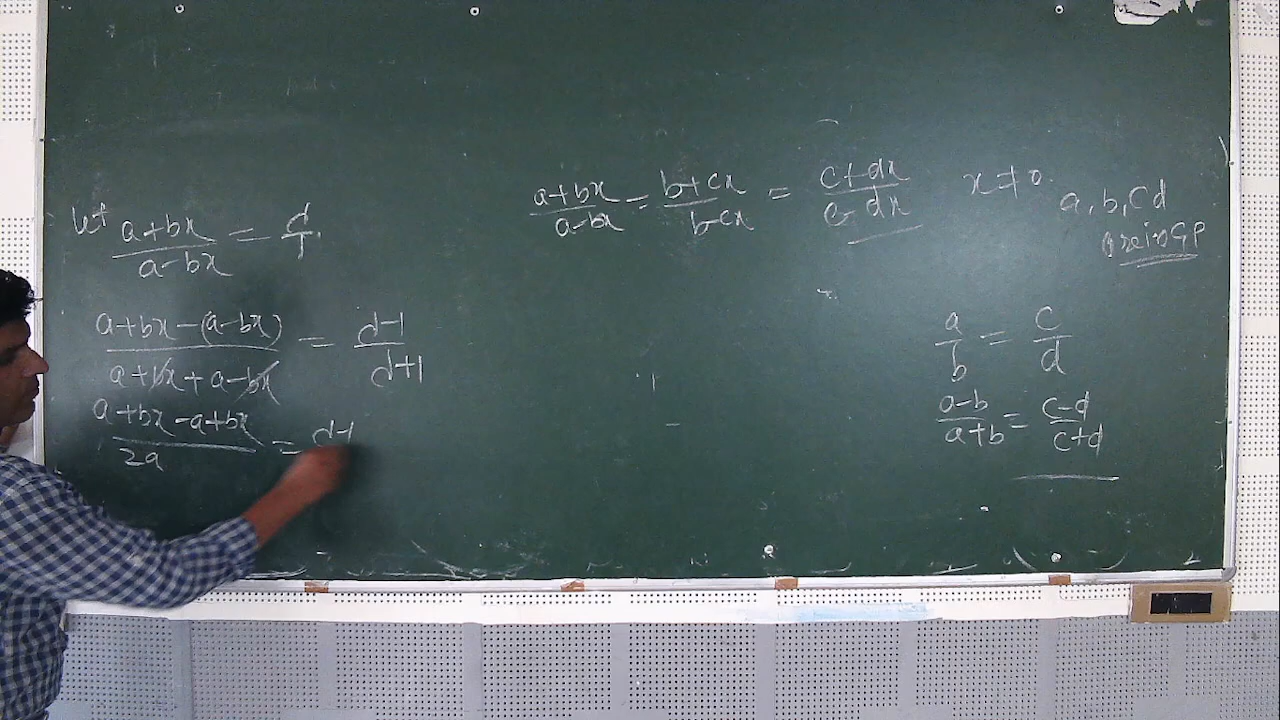 a+bx/a-bx = b+cx/b-cx = c+dx/c-dx x≠0
a, b, c d
are in GP
let a+bx/a-bx = d/1
a+bx-(a-bx)/a+bx+a-bx = d-1/d+1
a+bx-a+bx/2a = d-1
a/b = c/d
a-b/a+b = c-d/c+d